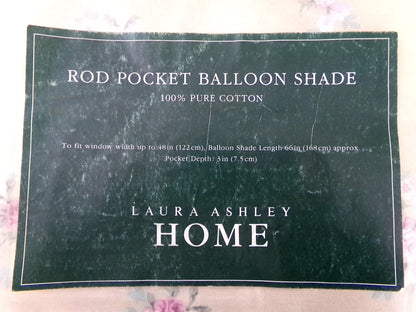 ROD POCKET BALLOON SHADE
100% PURE COTTON
To fit window width up to 48in (122cm), Balloon Shade Length 66in (168cm) approx
Pocket Depth: 3in (7.5cm)
LAURA ASHLEY
HOME